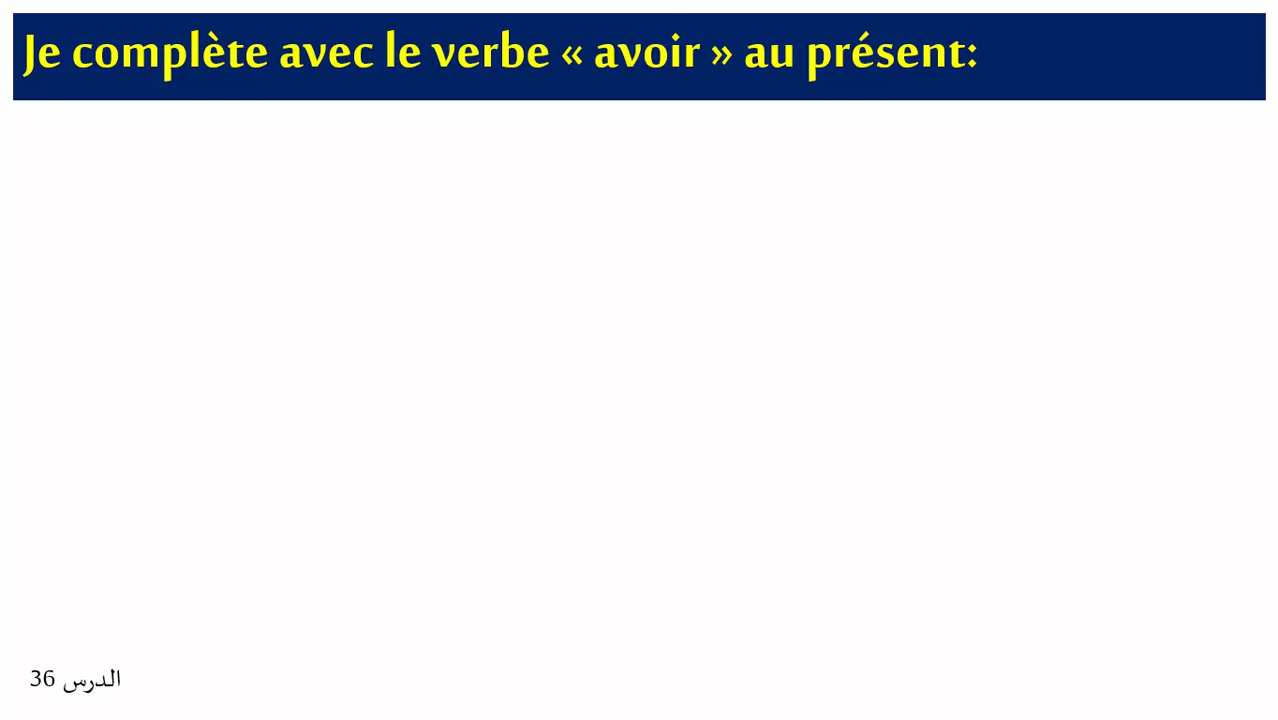 Je complète avec le verbe « avoir » au présent:
الدرس 36